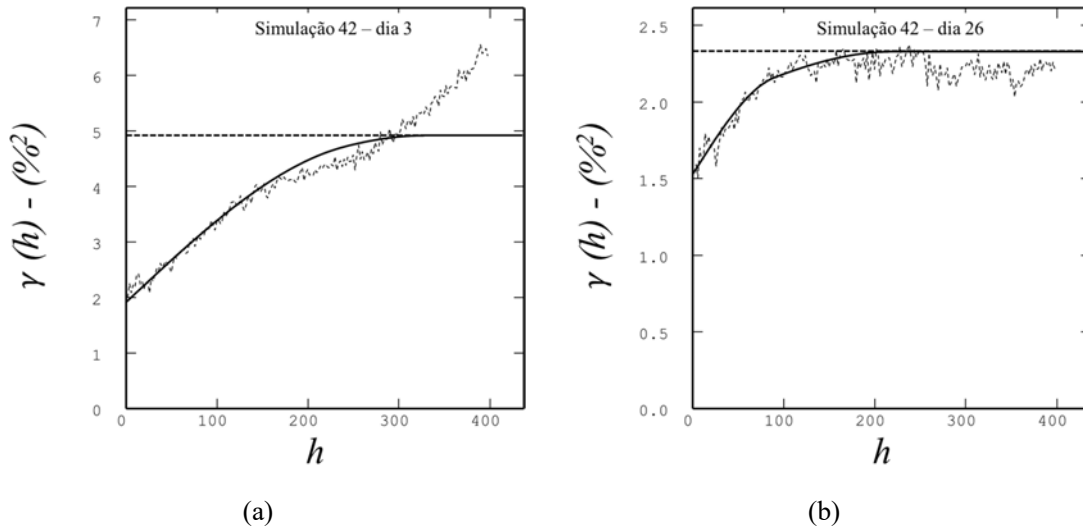 Simulação 42 – dia 3
γ (h) - (%²)
7
6
5
4
3
2
1
0
0 100 200 300 400
h
(a)
Simulação 42 – dia 26
γ (h) - (%²)
2.5
2.0
1.5
1.0
0.5
0.0
0 100 200 300 400
h
(b)